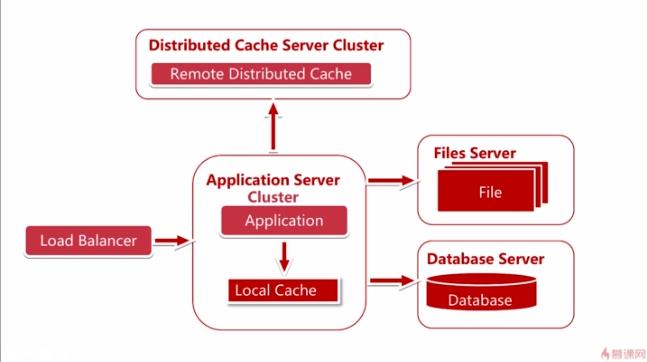 Distributed Cache Server Cluster
Remote Distributed Cache
Application Server
Cluster
Application
Local Cache
Load Balancer
Files Server
File
Database Server
Database
慕课网